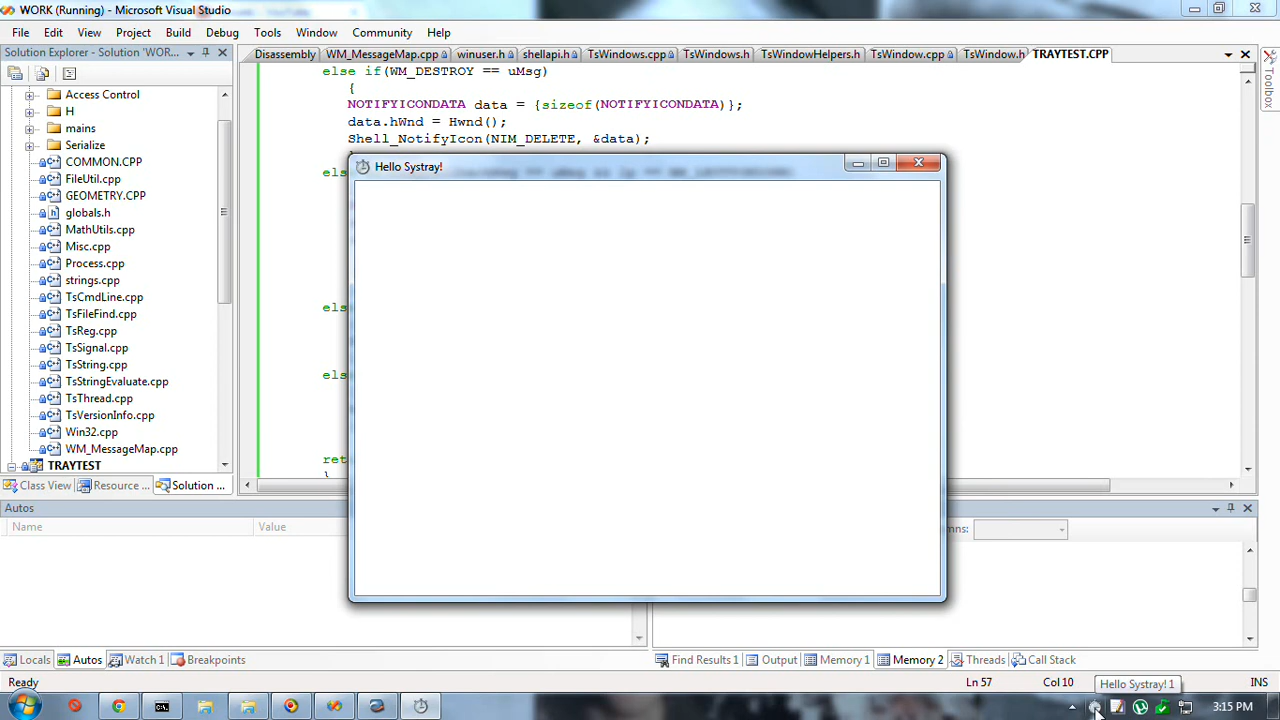 WORK (Running) - Microsoft Visual Studio
File Edit View Project Build Debug Tools Window Community Help
Solution Explorer - Solution 'WOR...
Disassembly WM_MessageMap.cpp winuser.h shellapi.h TsWindows.cpp TsWindows.h TsWindowHelpers.h TsWindow.cpp TsWindow.h TRAYTEST.CPP
Toolbox
Access Control
H
mains
Serialize
COMMON.CPP
FileUtil.cpp
GEOMETRY.CPP
globals.h
MathUtils.cpp
Misc.cpp
Process.cpp
strings.cpp
TsCmdLine.cpp
TsFileFind.cpp
TsReg.cpp
TsSignal.cpp
TsString.cpp
TsStringEvaluate.cpp
TsThread.cpp
TsVersionInfo.cpp
Win32.cpp
WM_MessageMap.cpp
TRAYTEST
Class View Resource ... Solution ...
else if(WM_DESTROY == uMsg)
{
NOTIFYICONDATA data = {sizeof(NOTIFYICONDATA)};
data.hWnd = Hwnd();
Shell_NotifyIcon(NIM_DELETE, &data);
}
els
els
els
ret
}
Hello Systray!
Autos
Name Value
mns:
Locals Autos Watch 1 Breakpoints
Find Results 1 Output Memory 1 Memory 2 Threads Call Stack
Ready Ln 57 Col 10 INS
Hello Systray! 1
3:15 PM